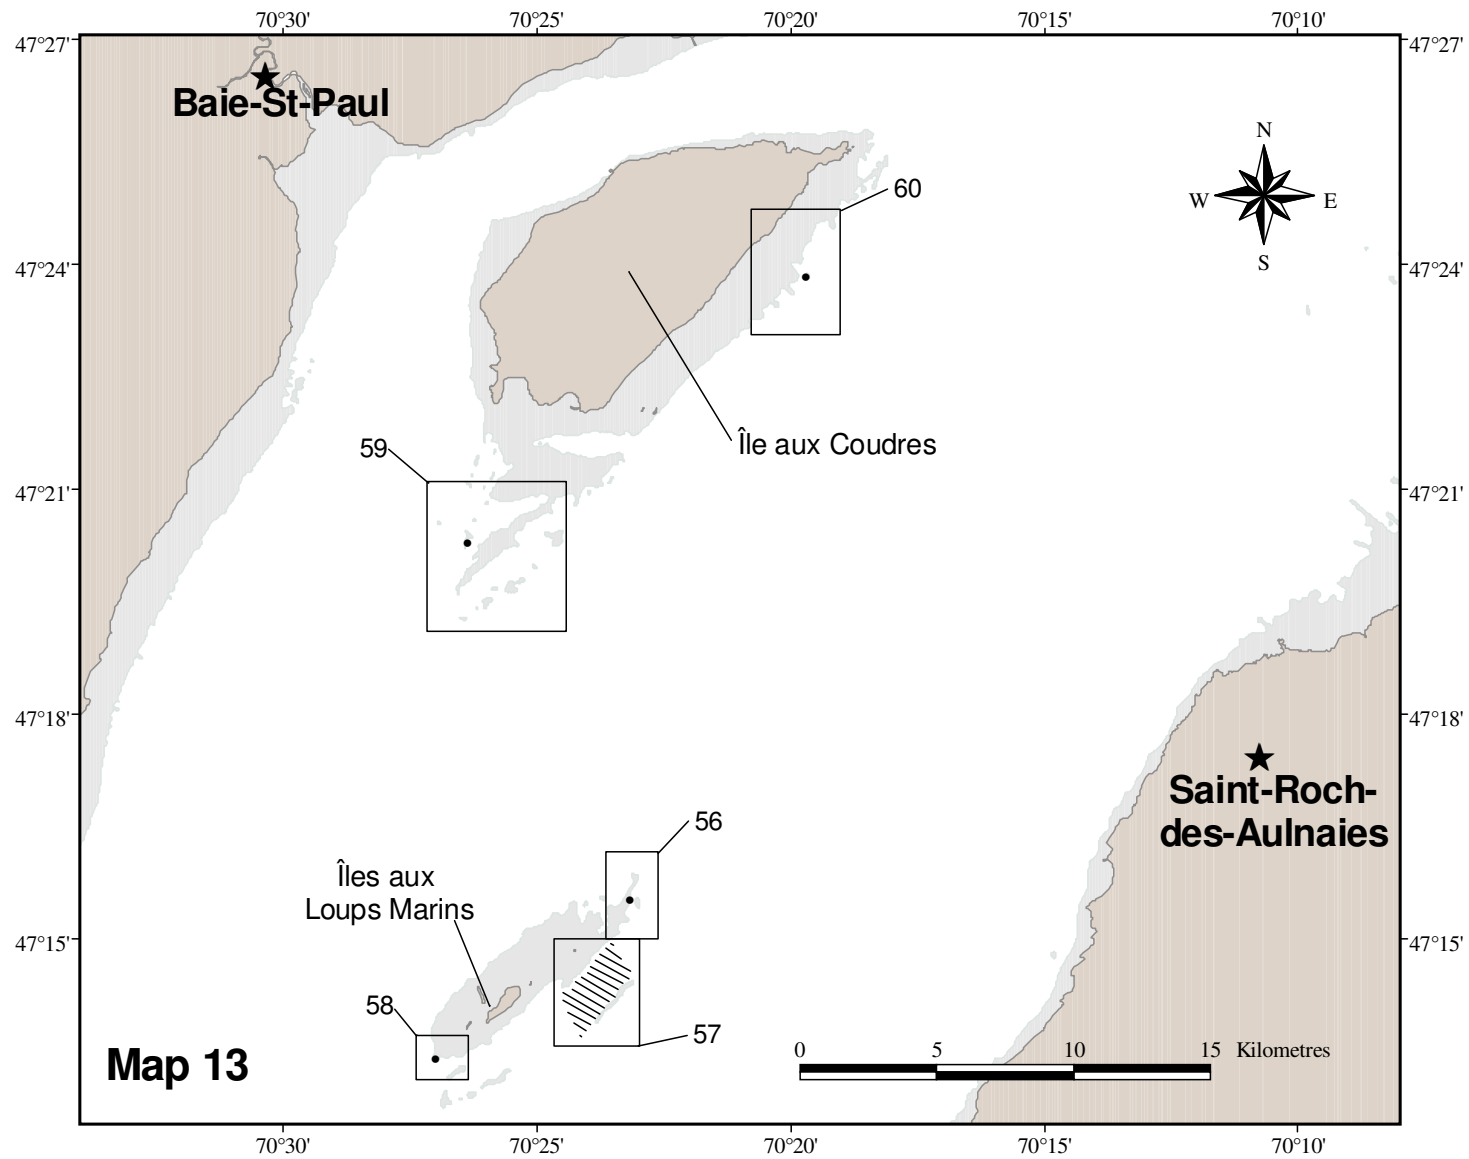 70°30' 70°25' 70°20' 70°15' 70°10'
47°27' 47°27'
Baie-St-Paul
N
W E
S
60
47°24' 47°24'
Île aux Coudres
59
47°21' 47°21'
47°18' 47°18'
Saint-Roch-
des-Aulnaies
56
Îles aux
Loups Marins
47°15' 47°15'
58
57
0 5 10 15 Kilometres
Map 13
70°30' 70°25' 70°20' 70°15' 70°10'